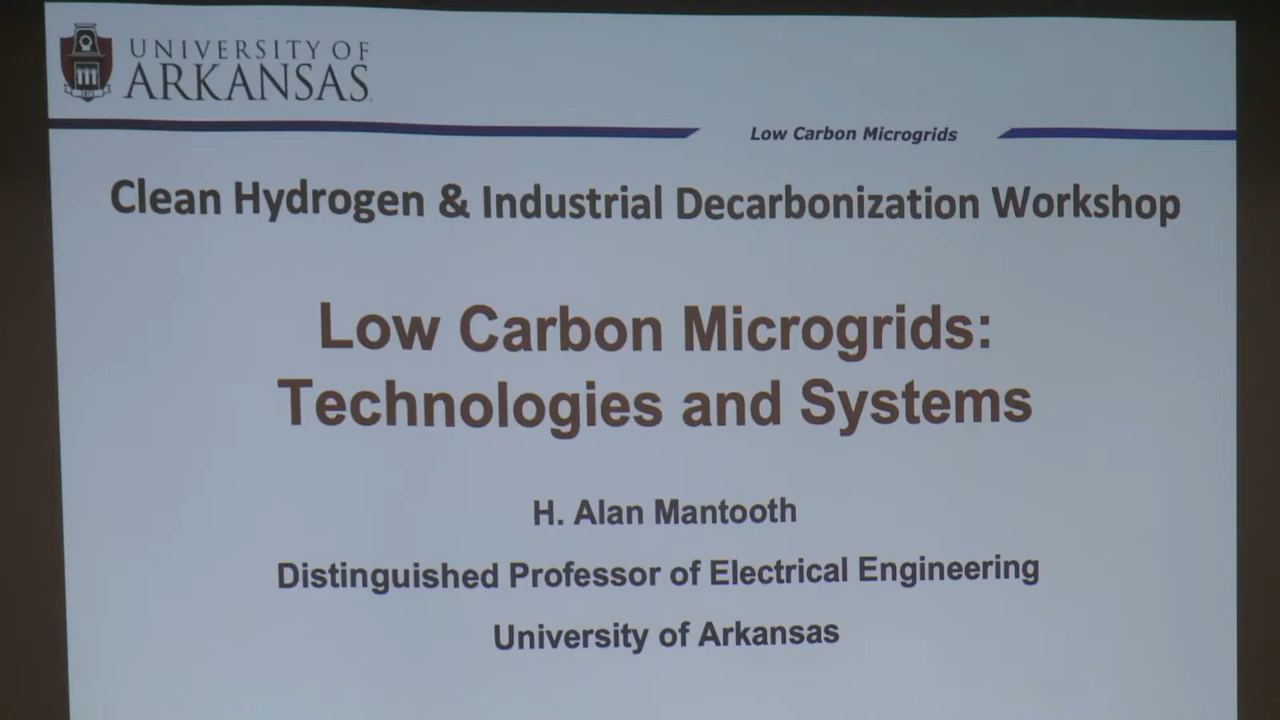 UNIVERSITY OF
ARKANSAS
Low Carbon Microgrids
Clean Hydrogen & Industrial Decarbonization Workshop
Low Carbon Microgrids:
Technologies and Systems
H. Alan Mantooth
Distinguished Professor of Electrical Engineering
University of Arkansas